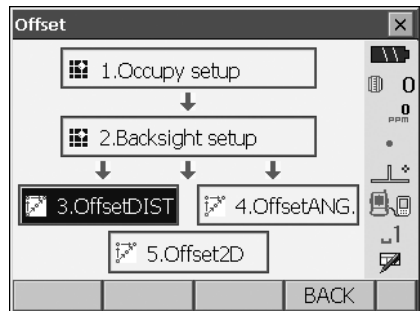 Offset
1.Occupy setup
0
0
PPM
2.Backsight setup
3.OffsetDIST
4.OffsetANG.
5.Offset2D
1
BACK